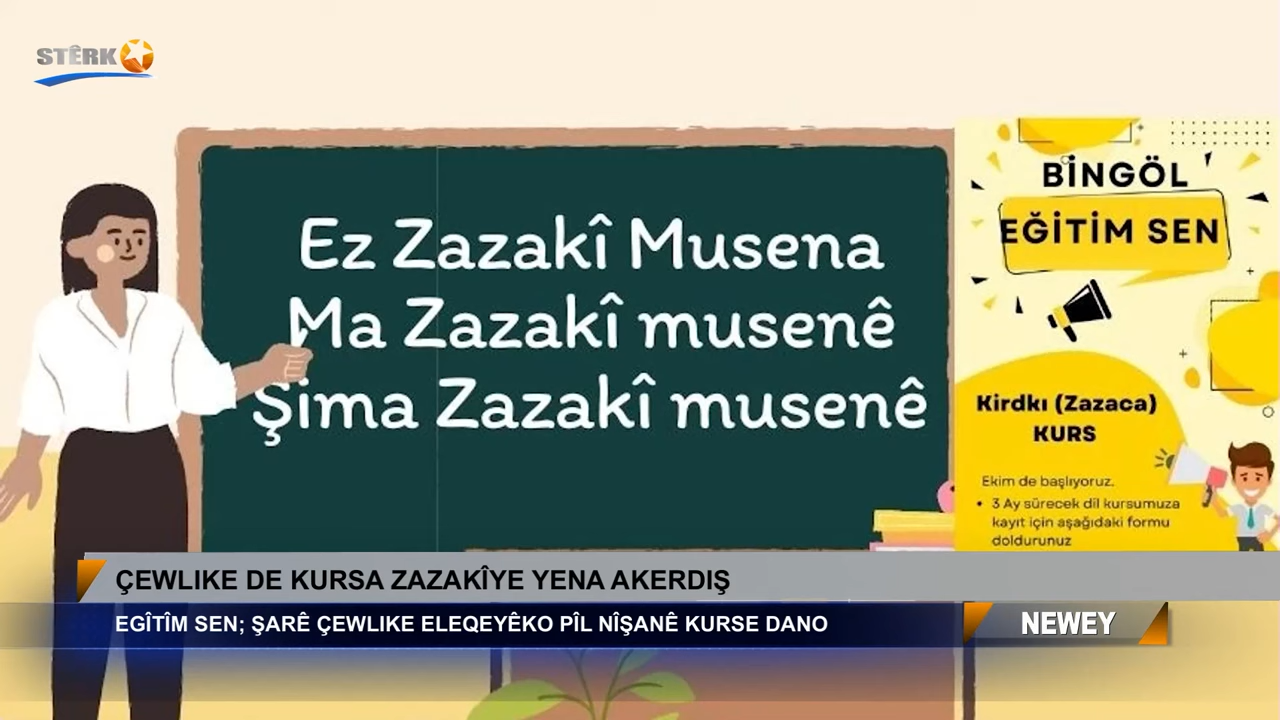 STÊRK
Ez Zazakî Musena
Ma Zazakî musenê
Şima Zazakî musenê
BİNGÖL
EĞİTİM SEN
Kirdkı (Zazaca)
KURS
Ekim de başlıyoruz.
• 3 Ay sürecek dil kursumuza
kayıt için aşağıdaki formu
doldurunuz
ÇEWLIKE DE KURSA ZAZAKÎYE YENA AKERDIŞ
EGÎTÎM SEN; ŞARÊ ÇEWLIKE ELEQEYÊKO PÎL NÎŞANÊ KURSE DANO
NEWEY